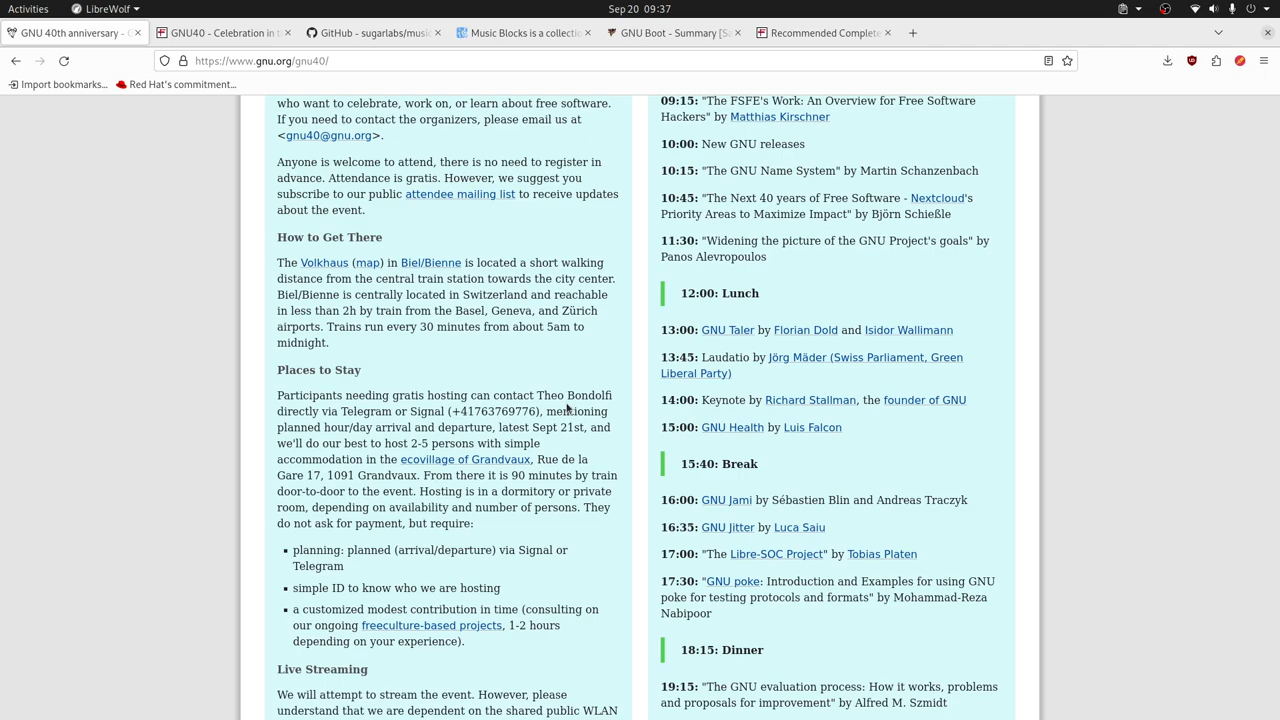 Activities
LibreWolf
Sep 20 09:37
GNU 40th anniversary -
GNU40 - Celebration in t
GitHub - sugarlabs/musi
Music Blocks is a collectio
GNU Boot - Summary [Sa
Recommended Complete
https://www.gnu.org/gnu40/
Import bookmarks...
Red Hat's commitment...
who want to celebrate, work on, or learn about free software.
If you need to contact the organizers, please email us at
<gnu40@gnu.org>.
Anyone is welcome to attend, there is no need to register in
advance. Attendance is gratis. However, we suggest you
subscribe to our public attendee mailing list to receive updates
about the event.
How to Get There
The Volkhaus (map) in Biel/Bienne is located a short walking
distance from the central train station towards the city center.
Biel/Bienne is centrally located in Switzerland and reachable
in less than 2h by train from the Basel, Geneva, and Zürich
airports. Trains run every 30 minutes from about 5am to
midnight.
Places to Stay
Participants needing gratis hosting can contact Theo Bondolfi
directly via Telegram or Signal (+41763769776), mentioning
planned hour/day arrival and departure, latest Sept 21st, and
we'll do our best to host 2-5 persons with simple
accommodation in the ecovillage of Grandvaux, Rue de la
Gare 17, 1091 Grandvaux. From there it is 90 minutes by train
door-to-door to the event. Hosting is in a dormitory or private
room, depending on availability and number of persons. They
do not ask for payment, but require:
planning: planned (arrival/departure) via Signal or
Telegram
simple ID to know who we are hosting
a customized modest contribution in time (consulting on
our ongoing freeculture-based projects, 1-2 hours
depending on your experience).
Live Streaming
We will attempt to stream the event. However, please
understand that we are dependent on the shared public WLAN
09:15: "The FSFE's Work: An Overview for Free Software
Hackers" by Matthias Kirschner
10:00: New GNU releases
10:15: "The GNU Name System" by Martin Schanzenbach
10:45: "The Next 40 years of Free Software - Nextcloud's
Priority Areas to Maximize Impact" by Björn Schießle
11:30: "Widening the picture of the GNU Project's goals" by
Panos Alevropoulos
12:00: Lunch
13:00: GNU Taler by Florian Dold and Isidor Wallimann
13:45: Laudatio by Jörg Mäder (Swiss Parliament, Green
Liberal Party)
14:00: Keynote by Richard Stallman, the founder of GNU
15:00: GNU Health by Luis Falcon
15:40: Break
16:00: GNU Jami by Sébastien Blin and Andreas Traczyk
16:35: GNU Jitter by Luca Saiu
17:00: "The Libre-SOC Project" by Tobias Platen
17:30: "GNU poke: Introduction and Examples for using GNU
poke for testing protocols and formats" by Mohammad-Reza
Nabipoor
18:15: Dinner
19:15: "The GNU evaluation process: How it works, problems
and proposals for improvement" by Alfred M. Szmidt